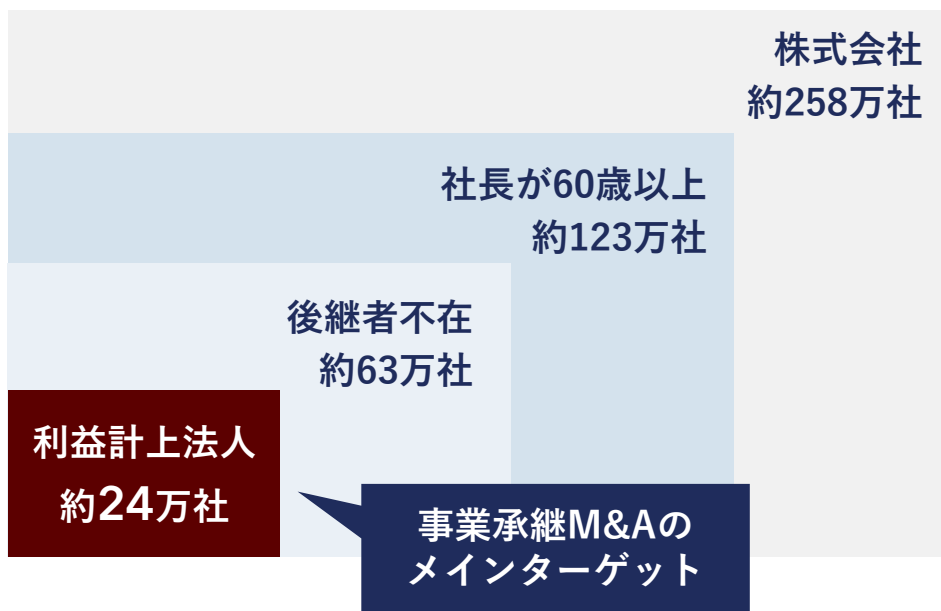 株式会社
約258万社
社長が60歳以上
約123万社
後継者不在
約63万社
利益計上法人
約24万社
事業承継M&Aの
メインターゲット